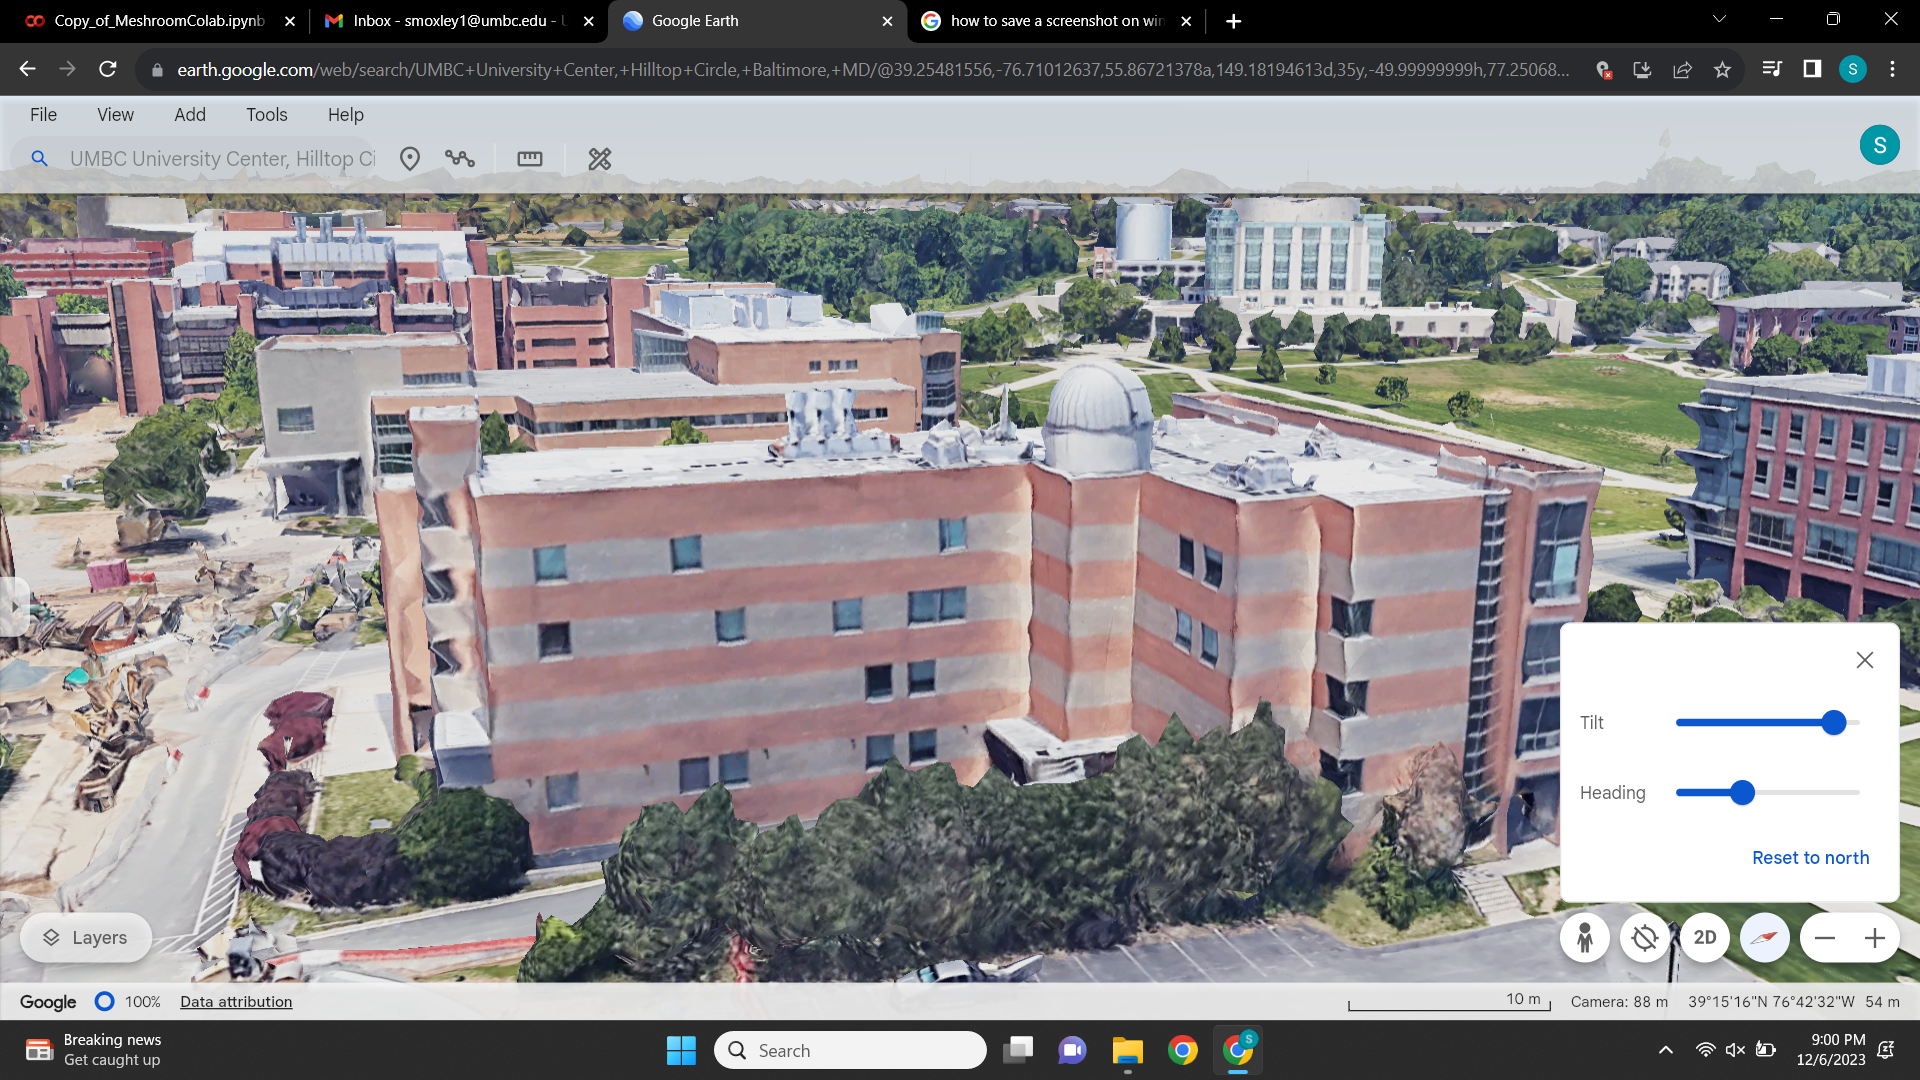 Copy_of_MeshroomColab.ipynb
Inbox - smoxley1@umbc.edu - U
Google Earth
how to save a screenshot on win
earth.google.com/web/search/UMBC+University+Center,+Hilltop+Circle,+Baltimore,+MD/@39.25481556,-76.71012637,55.86721378a,149.18194613d,35y,-49.99999999h,77.25068...
S
File View Add Tools Help
UMBC University Center, Hilltop Ci
S
Tilt
Heading
Reset to north
Layers
2D
Google 100% Data attribution
10 m Camera: 88 m 39°15'16"N 76°42'32"W 54 m
Breaking news
Get caught up
Search
S
9:00 PM
12/6/2023